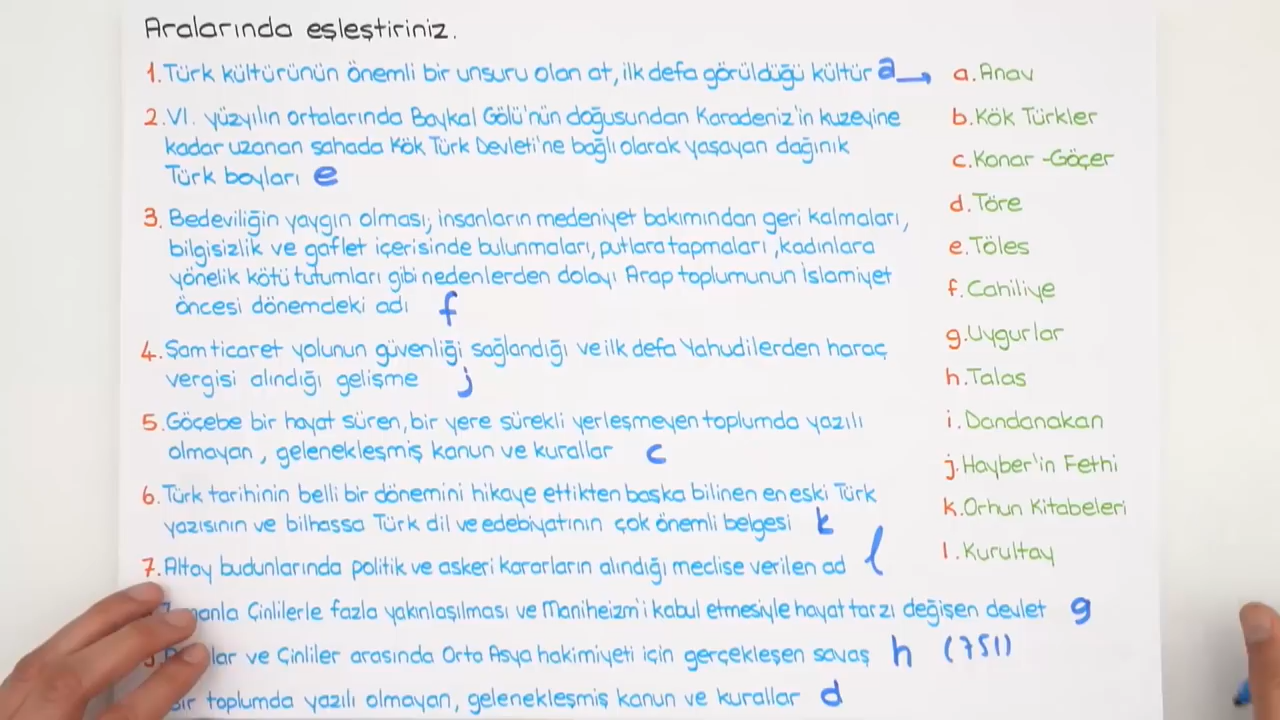 Aralarında eşleştiriniz.
1. Türk kültürünün önemli bir unsuru olan at, ilk defa görüldüğü kültür a →
2. VI. yüzyılın ortalarında Baykal Gölü'nün doğusundan Karadeniz'in kuzeyine
kadar uzanan sahada Kök Türk Devleti'ne bağlı olarak yaşayan dağınık
Türk boyları e
3. Bedeviliğin yaygın olması, insanların medeniyet bakımından geri kalmaları,
bilgisizlik ve gaflet içerisinde bulunmaları, putlara tapmaları, kadınlara
yönelik kötü tutumları gibi nedenlerden dolayı Arap toplumunun İslamiyet
öncesi dönemdeki adı f
4. Şam ticaret yolunun güvenliği sağlandığı ve ilk defa Yahudilerden haraç
vergisi alındığı gelişme j
5. Göçebe bir hayat süren, bir yere sürekli yerleşmeyen toplumda yazılı
olmayan, gelenekleşmiş kanun ve kurallar c
6. Türk tarihinin belli bir dönemini hikaye ettikten başka bilinen en eski Türk
yazısının ve bilhassa Türk dil ve edebiyatının çok önemli belgesi k
7. Altay budunlarında politik ve askeri kararların alındığı meclise verilen ad l
Çinlilerle fazla yakınlaşılması ve Maniheizm'i kabul etmesiyle hayat tarzı değişen devlet g
ve Çinliler arasında Orta Asya hakimiyeti için gerçekleşen savaş h (751)
bir toplumda yazılı olmayan, gelenekleşmiş kanun ve kurallar d
a. Anav
b. Kök Türkler
c. Konar-Göçer
d. Töre
e. Töles
f. Cahiliye
g. Uygurlar
h. Talas
i. Dandanakan
j. Hayber'in Fethi
k. Orhun Kitabeleri
l. Kurultay